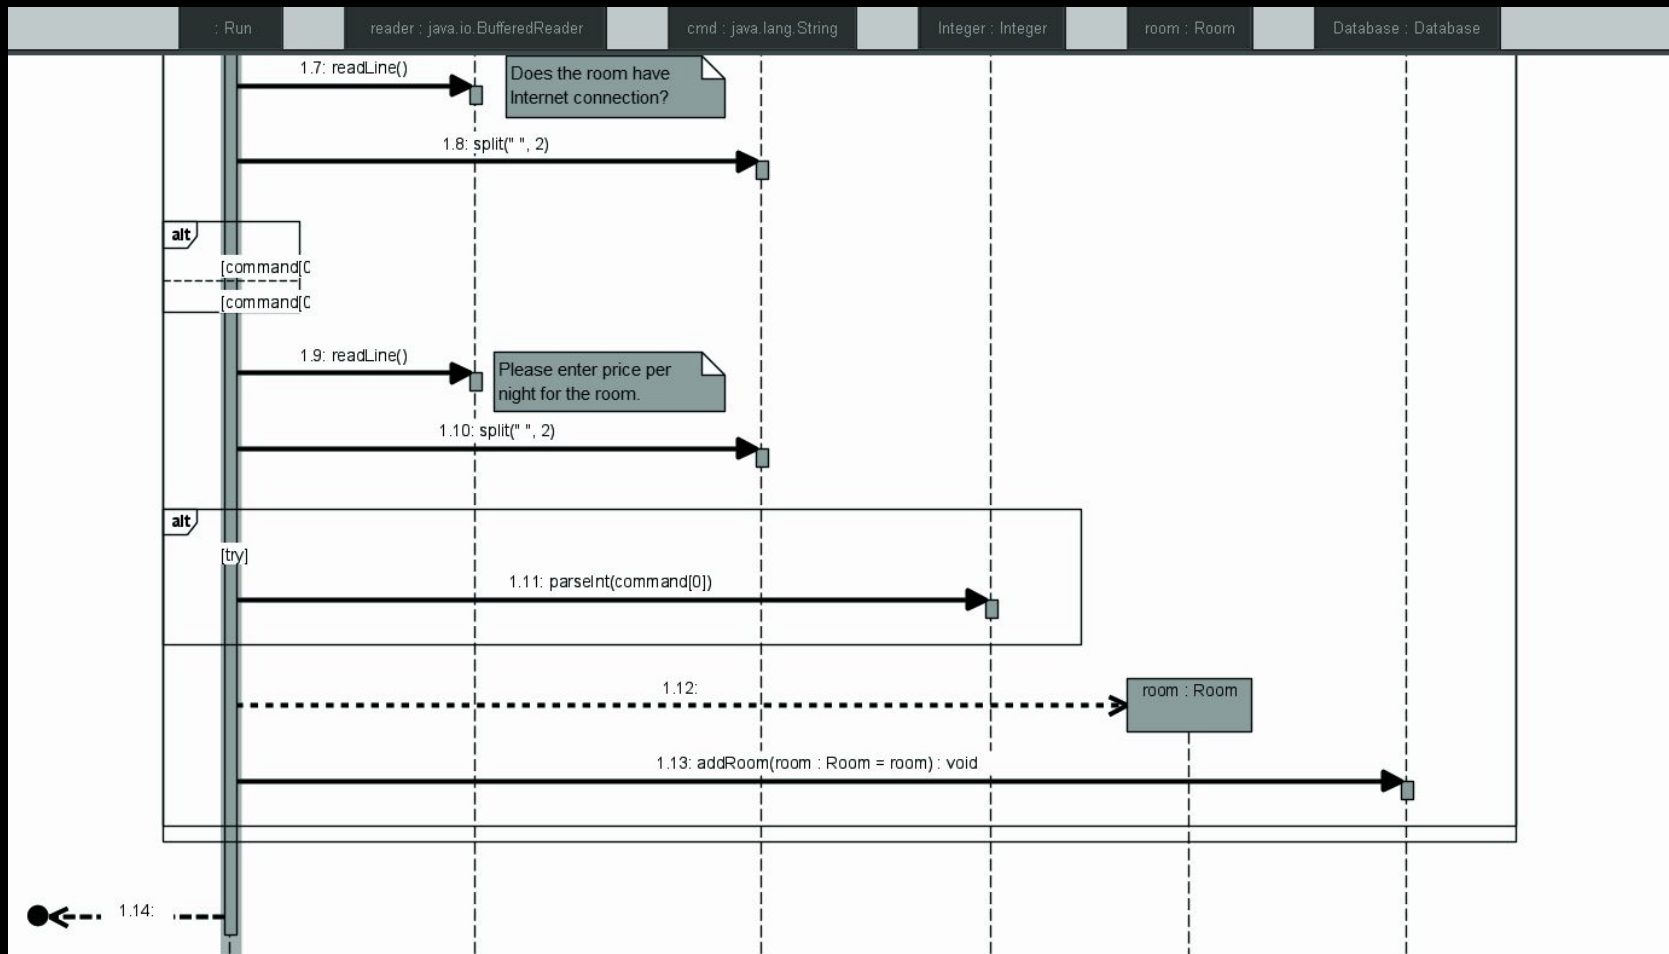 : Run
reader : java.io.BufferedReader
cmd : java.lang.String
Integer : Integer
room : Room
Database : Database
1.7: readLine()
Does the room have
Internet connection?
1.8: split(" ", 2)
alt
[command[0
[command[0
1.9: readLine()
Please enter price per
night for the room.
1.10: split(" ", 2)
alt
[try]
1.11: parseInt(command[0])
1.12:
room : Room
1.13: addRoom(room : Room = room) : void
1.14: